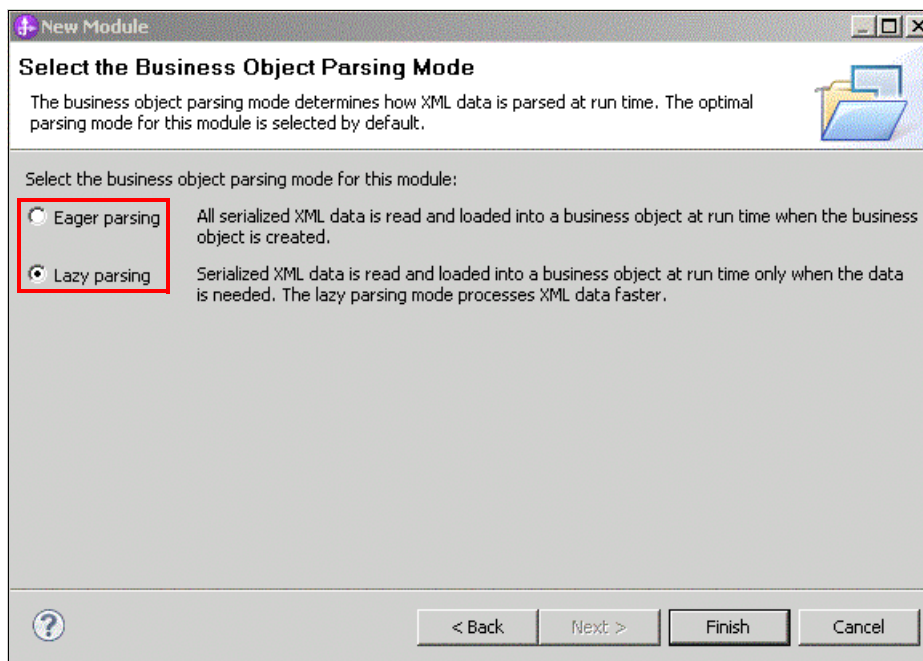 New Module
Select the Business Object Parsing Mode
The business object parsing mode determines how XML data is parsed at run time. The optimal
parsing mode for this module is selected by default.
Select the business object parsing mode for this module:
Eager parsing All serialized XML data is read and loaded into a business object at run time when the business
object is created.
Lazy parsing Serialized XML data is read and loaded into a business object at run time only when the data
is needed. The lazy parsing mode processes XML data faster.
? < Back Next > Finish Cancel